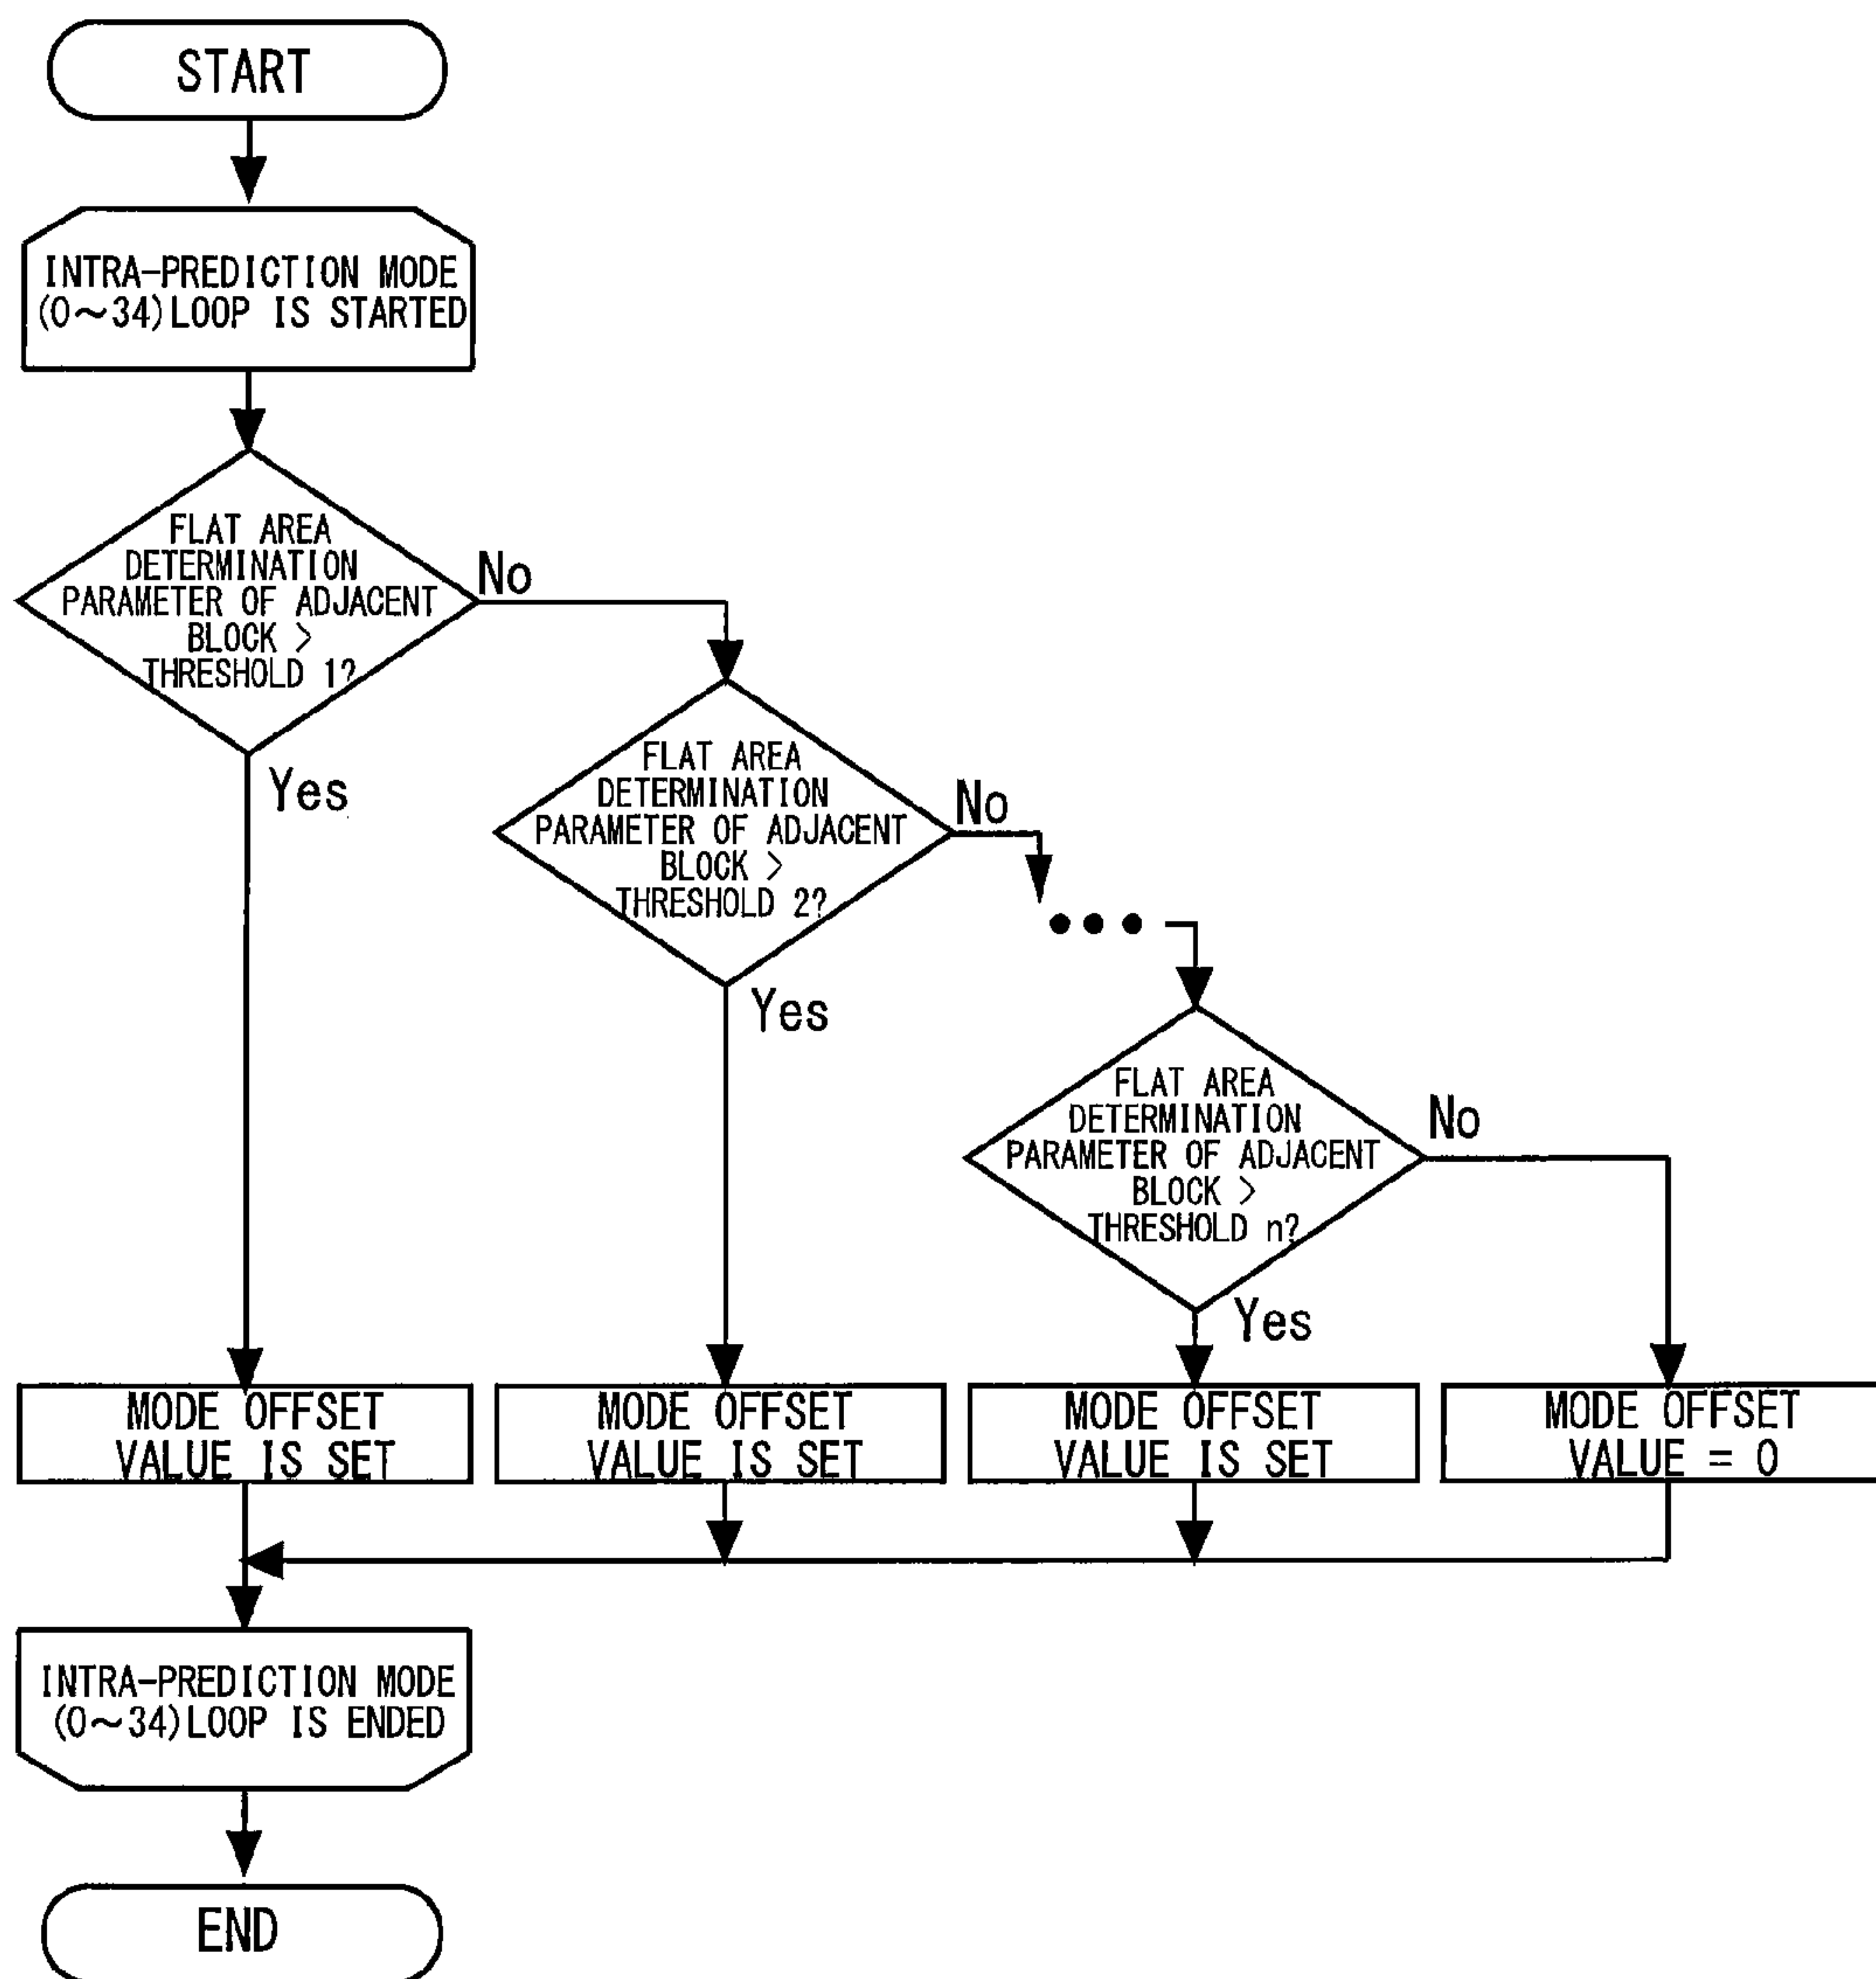 START
INTRA-PREDICTION MODE
(0～34)LOOP IS STARTED
FLAT AREA
DETERMINATION
PARAMETER OF ADJACENT
BLOCK >
THRESHOLD 1?
No
Yes
FLAT AREA
DETERMINATION
PARAMETER OF ADJACENT
BLOCK >
THRESHOLD 2?
No
Yes
•••
FLAT AREA
DETERMINATION
PARAMETER OF ADJACENT
BLOCK >
THRESHOLD n?
No
Yes
MODE OFFSET
VALUE IS SET
MODE OFFSET
VALUE IS SET
MODE OFFSET
VALUE IS SET
MODE OFFSET
VALUE = 0
INTRA-PREDICTION MODE
(0～34)LOOP IS ENDED
END